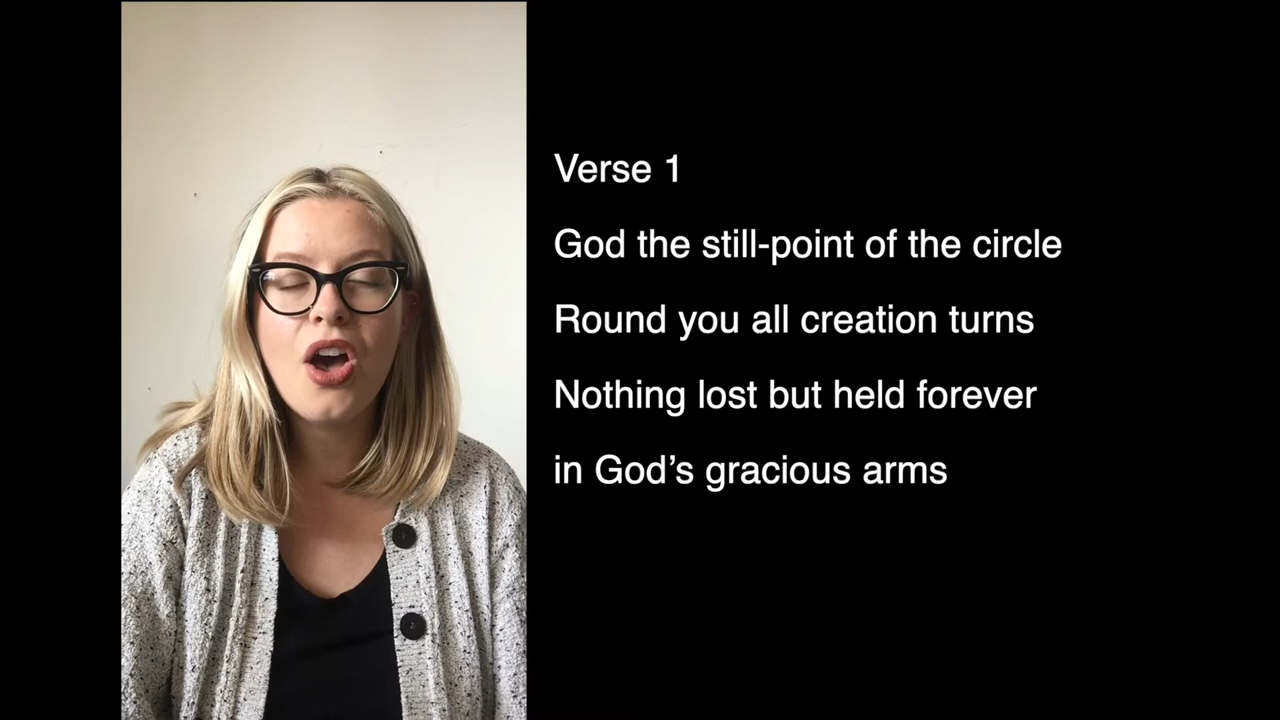 Verse 1
God the still-point of the circle
Round you all creation turns
Nothing lost but held forever
in God’s gracious arms